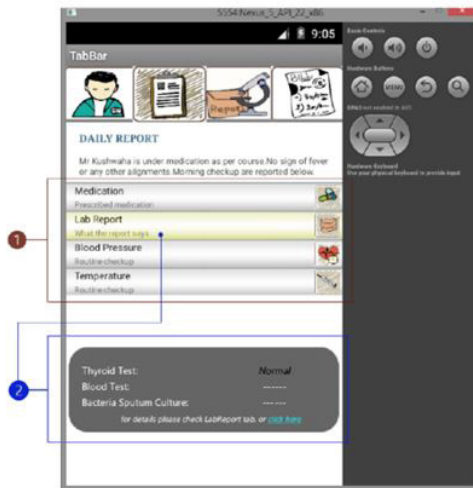 5554:Nexus_5_API_22_x86
9:05
TabBar
Report
DAILY REPORT
Mr Kushwaha is under medication as per course.No sign of fever
or any other alignments.Morning checkup are reported below.
Medication
Prescribed medication
Lab Report
What the report says
Blood Pressure
Routine checkup
Temperature
Routine checkup
1
2
Thyroid Test: Normal
Blood Test: ------
Bacteria Sputum Culture: ------
for details please check LabReport tab, or click here
Basic Controls
Hardware Buttons
MENU
DPAD not enabled in AVD
Hardware Keyboard
Use your physical keyboard to provide input